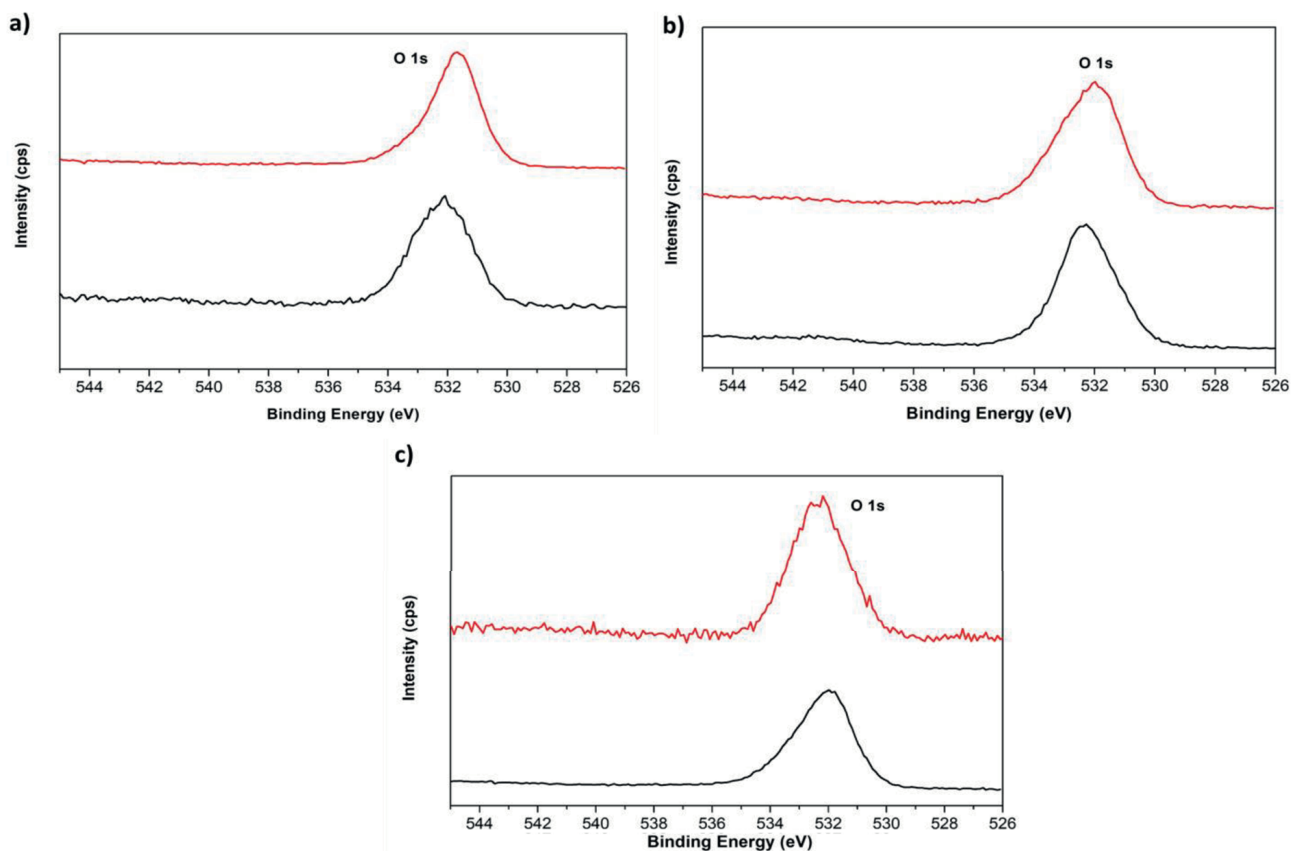 a)
O 1s
Intensity (cps)
544 542 540 538 536 534 532 530 528 526
Binding Energy (eV)
b)
O 1s
Intensity (cps)
544 542 540 538 536 534 532 530 528 526
Binding Energy (eV)
c)
O 1s
Intensity (cps)
544 542 540 538 536 534 532 530 528 526
Binding Energy (eV)